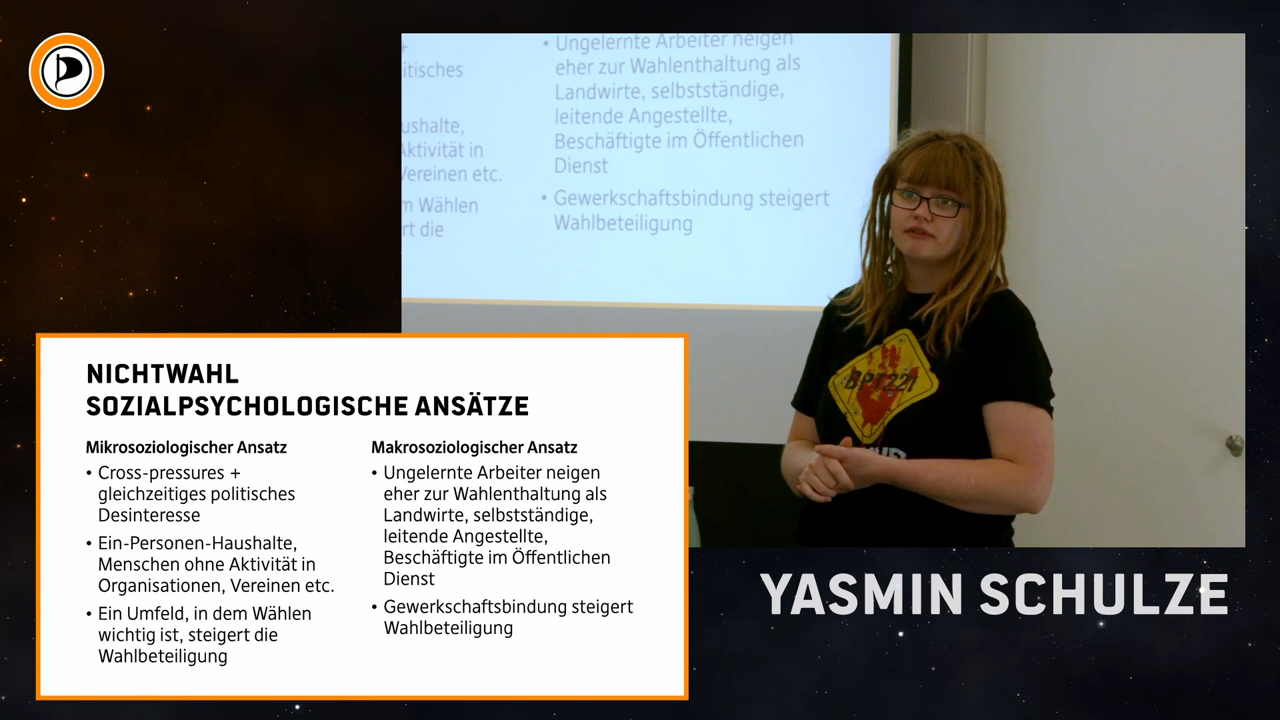 itisches
ushalte,
Aktivität in
Vereinen etc.
m Wählen
rt die
• Ungelernte Arbeiter neigen
eher zur Wahlenthaltung als
Landwirte, selbstständige,
leitende Angestellte,
Beschäftigte im Öffentlichen
Dienst
• Gewerkschaftsbindung steigert
Wahlbeteiligung
BPT221
NICHTWAHL
SOZIALPSYCHOLOGISCHE ANSÄTZE
Mikrosoziologischer Ansatz
• Cross-pressures +
gleichzeitiges politisches
Desinteresse
• Ein-Personen-Haushalte,
Menschen ohne Aktivität in
Organisationen, Vereinen etc.
• Ein Umfeld, in dem Wählen
wichtig ist, steigert die
Wahlbeteiligung
Makrosoziologischer Ansatz
• Ungelernte Arbeiter neigen
eher zur Wahlenthaltung als
Landwirte, selbstständige,
leitende Angestellte,
Beschäftigte im Öffentlichen
Dienst
• Gewerkschaftsbindung steigert
Wahlbeteiligung
YASMIN SCHULZE